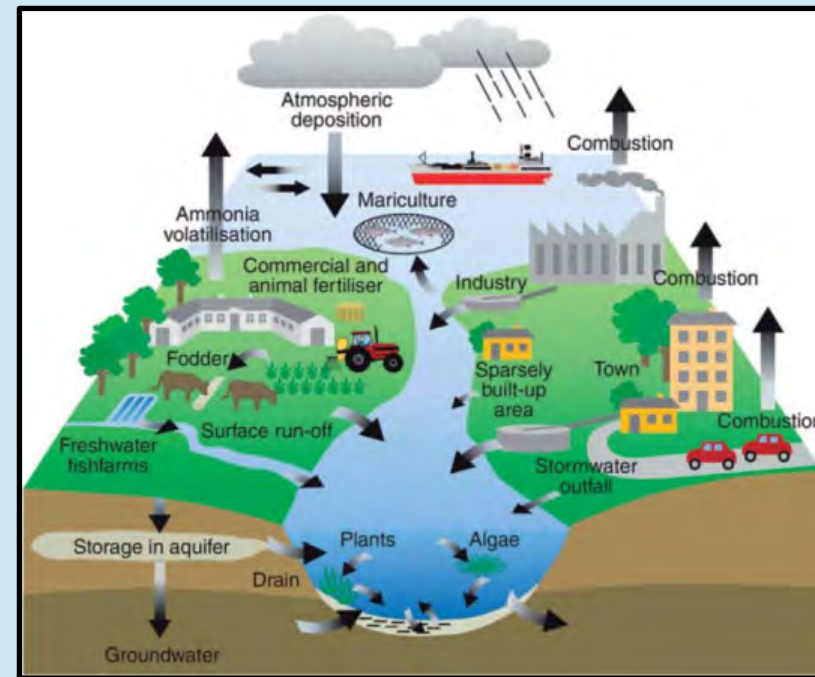 Atmospheric
deposition
Combustion
Mariculture
Ammonia
volatilisation
Commercial and
animal fertiliser
Industry
Combustion
Fodder
Sparsely
built-up
area
Town
Combustion
Surface run-off
Freshwater
fishfarms
Stormwater
outfall
Storage in aquifer
Plants
Algae
Drain
Groundwater